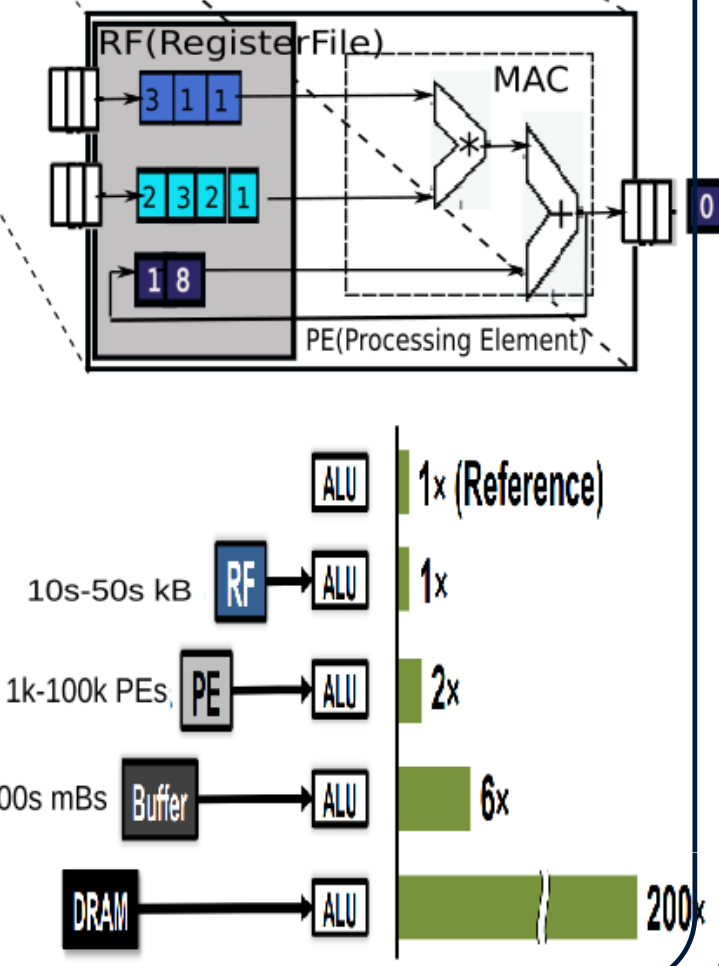 RF(RegisterFile)
MAC
3 1 1
*
2 3 2 1
+
0
1 8
PE(Processing Element)
ALU 1× (Reference)
10s-50s kB RF ALU 1×
1k-100k PEs PE ALU 2×
00s mBs Buffer ALU 6×
DRAM ALU 200×